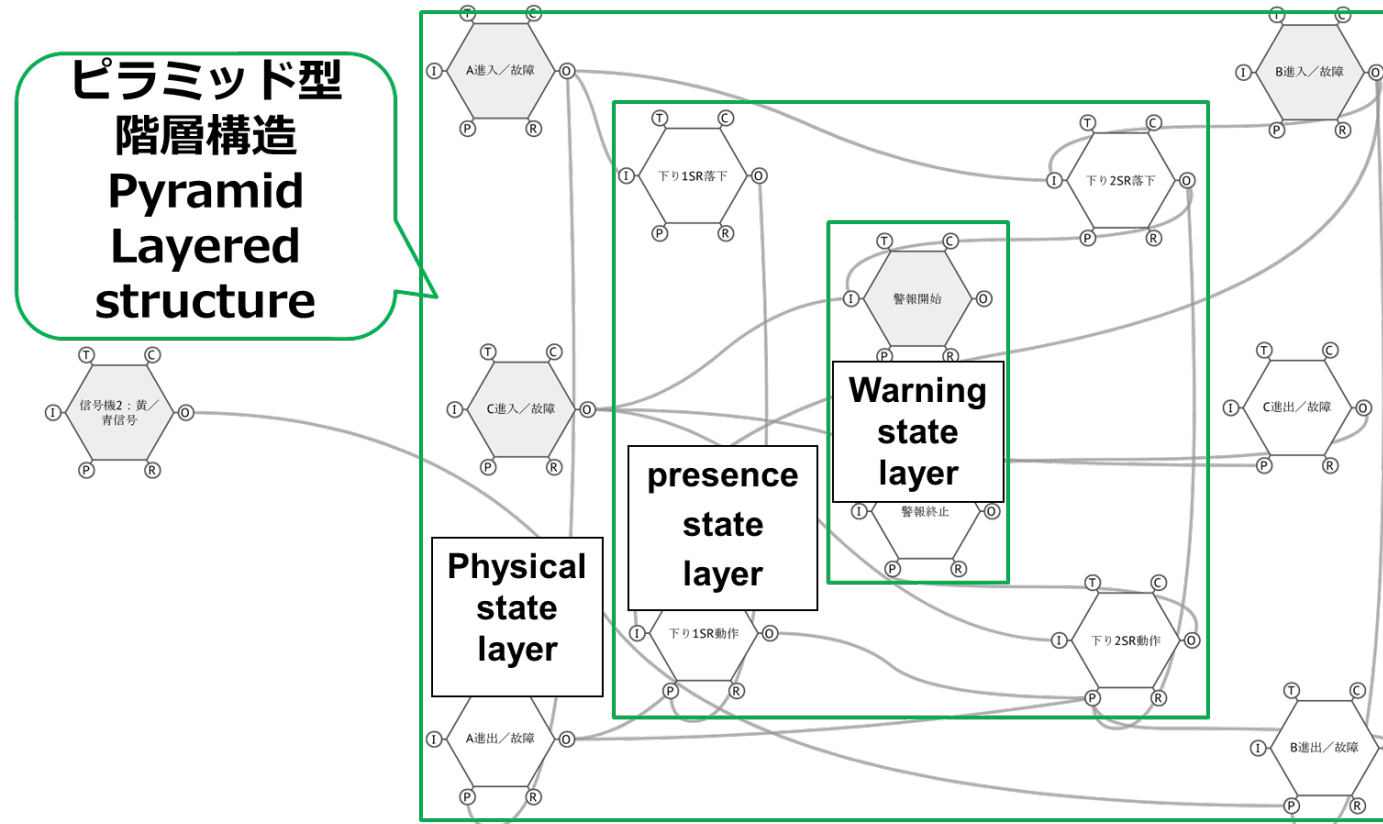 ピラミッド型
階層構造
Pyramid
Layered
structure
T
C
I
A進入／故障
O
P
R
T
C
I
B進入／故障
O
P
R
T
C
I
下り1SR落下
O
P
R
T
C
I
下り2SR落下
O
P
R
T
C
I
警報開始
O
P
R
T
C
I
信号機2：黄／
青信号
O
P
R
T
C
I
C進入／故障
O
P
R
Warning
state
layer
T
C
I
C進出／故障
O
P
R
presence
state
layer
I
警報終止
O
P
R
Physical
state
layer
I
下り1SR動作
O
P
R
T
C
I
下り2SR動作
O
P
R
I
A進出／故障
O
P
R
T
C
I
B進出／故障
P
R